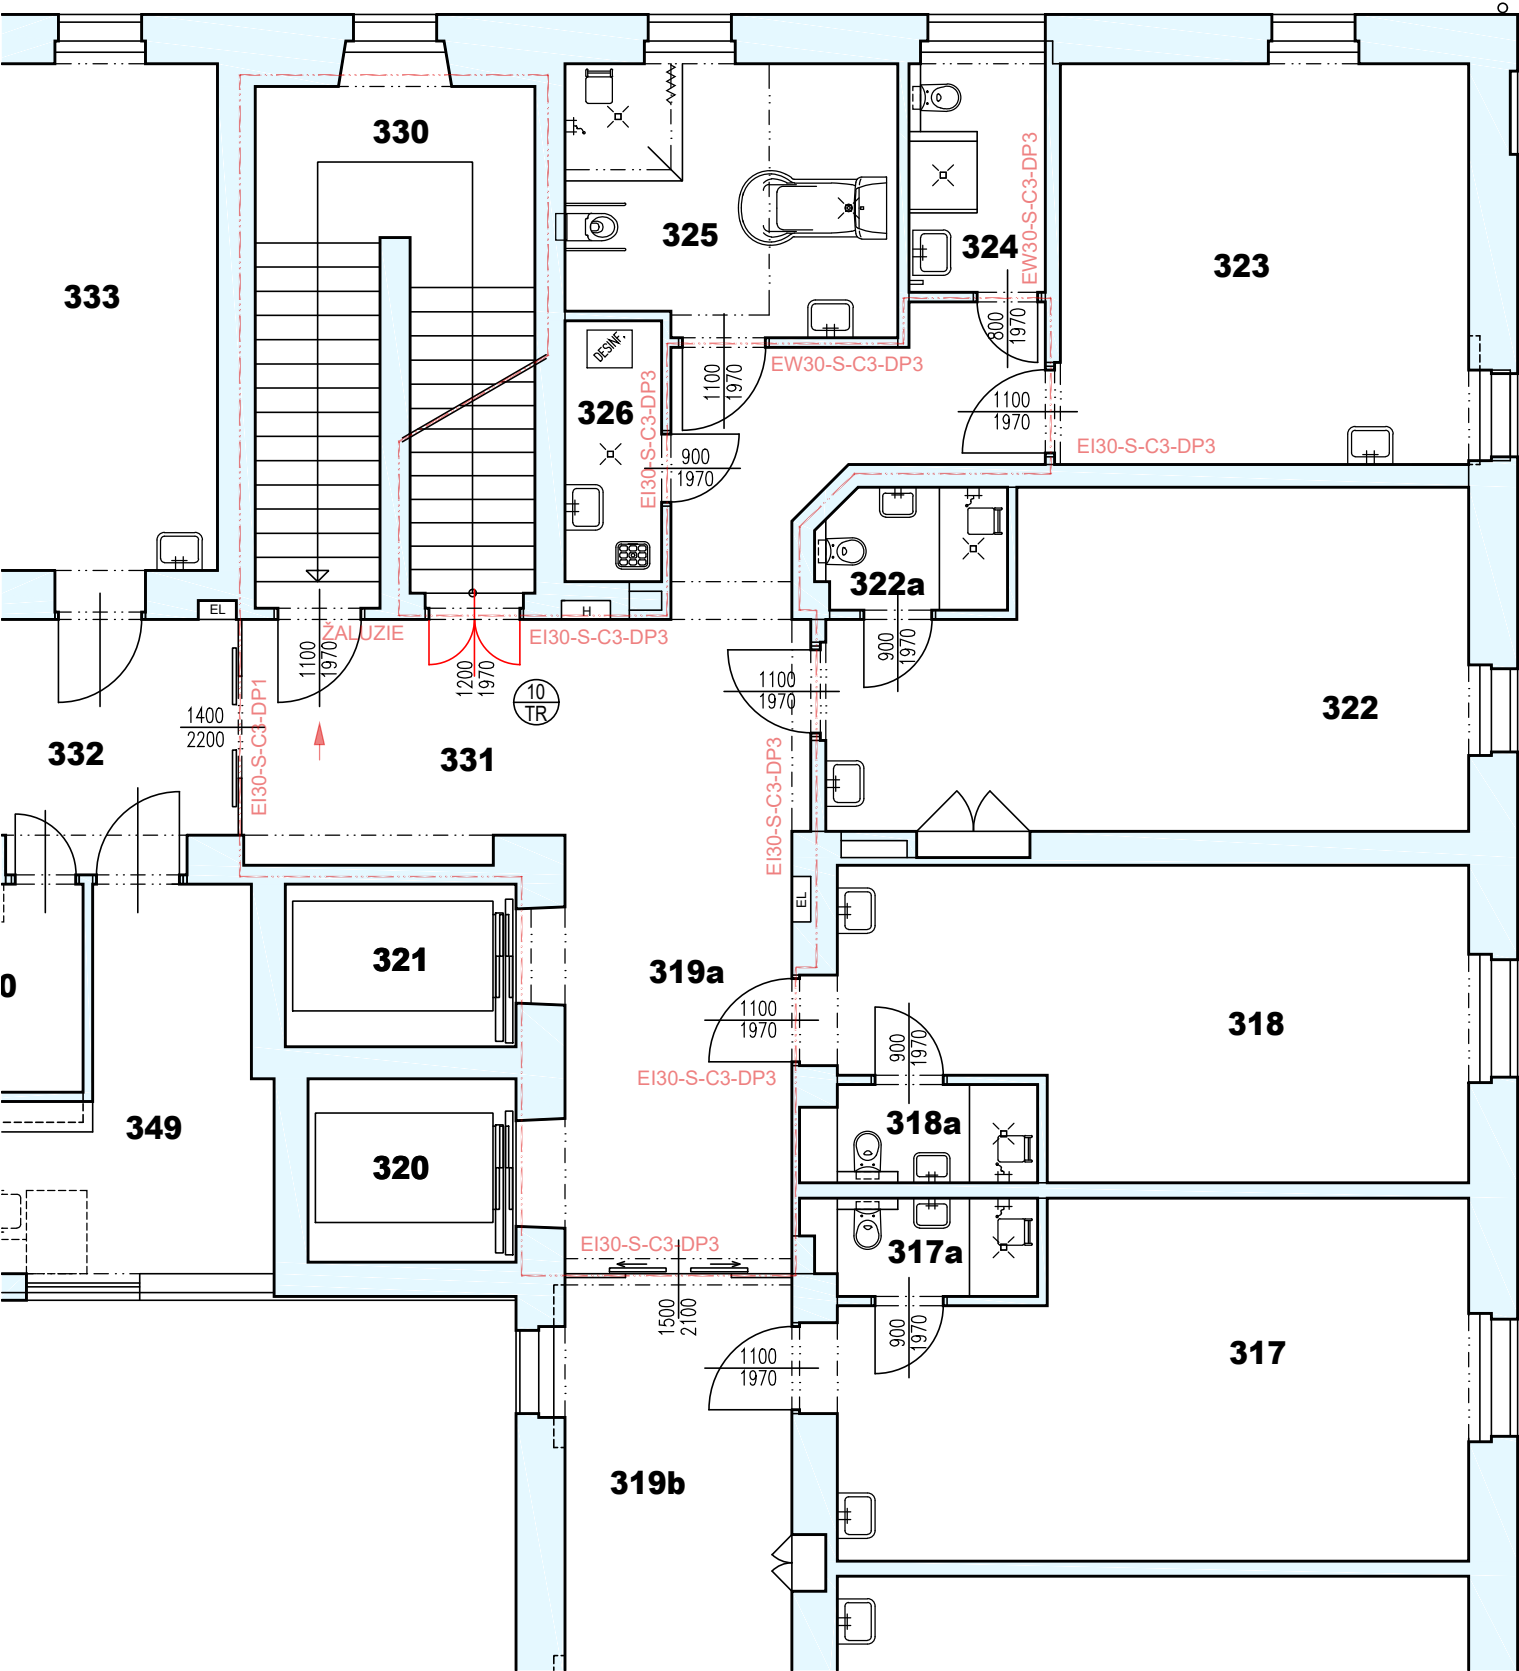 330
333
325
324
323
EW30-S-C3-DP3
800
1970
DESINF.
326
EI30-S-C3-DP3
1100
1970
EW30-S-C3-DP3
1100
1970
EI30-S-C3-DP3
900
1970
322a
900
1970
EL
H
ŽALUZIE
EI30-S-C3-DP3
1100
1970
1200
1970
10
TR
1100
1970
322
1400
2200
332
EI30-S-C3-DP1
331
EI30-S-C3-DP3
EL
321
319a
318
0
1100
1970
900
1970
EI30-S-C3-DP3
349
318a
320
EI30-S-C3-DP3
317a
1500
2100
900
1970
1100
1970
317
319b